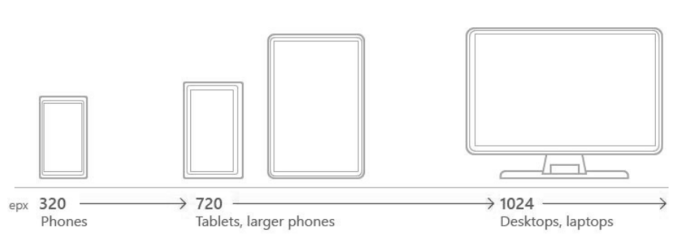 epx 320 720 1024
Phones Tablets, larger phones Desktops, laptops